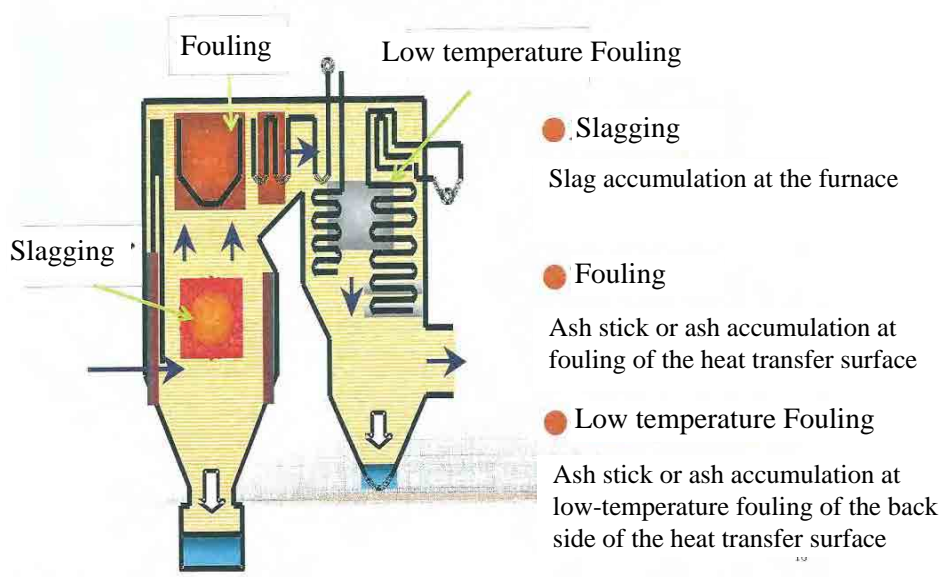 Fouling
Low temperature Fouling
Slagging
Slagging
Slag accumulation at the furnace
Fouling
Ash stick or ash accumulation at
fouling of the heat transfer surface
Low temperature Fouling
Ash stick or ash accumulation at
low-temperature fouling of the back
side of the heat transfer surface